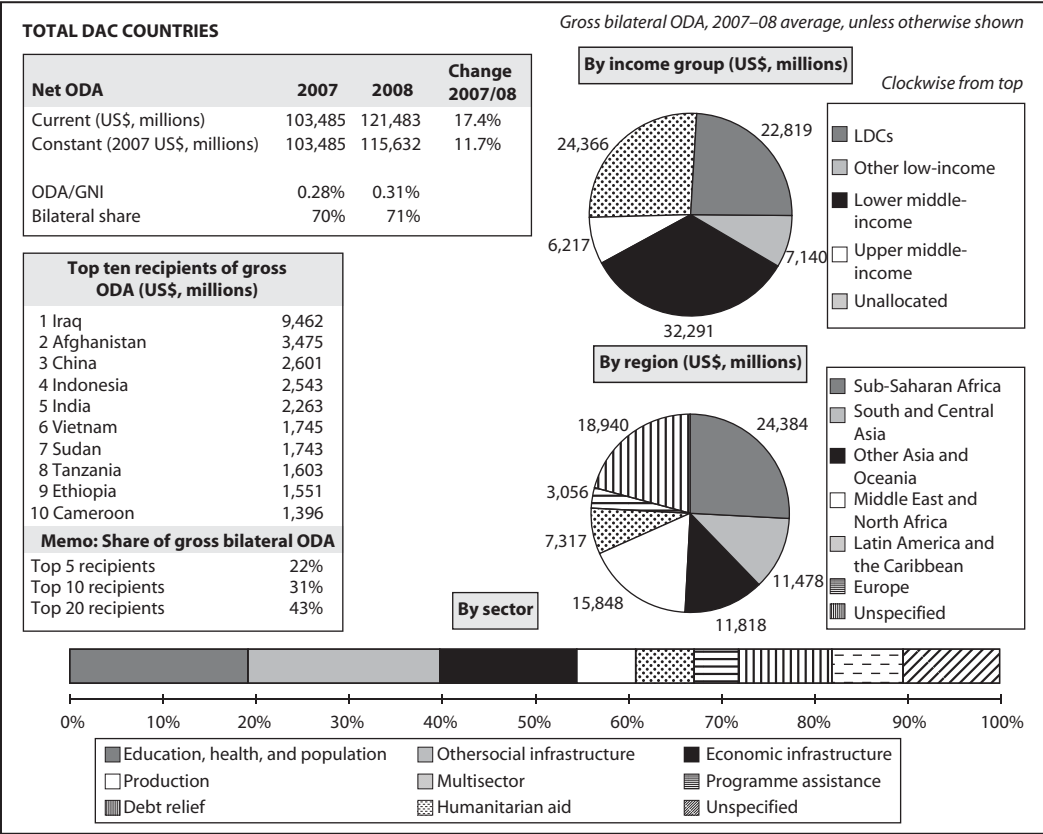 TOTAL DAC COUNTRIES
Gross bilateral ODA, 2007–08 average, unless otherwise shown
Net ODA 2007 2008 Change 2007/08
Current (US$, millions) 103,485 121,483 17.4%
Constant (2007 US$, millions) 103,485 115,632 11.7%
ODA/GNI 0.28% 0.31%
Bilateral share 70% 71%
Top ten recipients of gross
ODA (US$, millions)
1 Iraq 9,462
2 Afghanistan 3,475
3 China 2,601
4 Indonesia 2,543
5 India 2,263
6 Vietnam 1,745
7 Sudan 1,743
8 Tanzania 1,603
9 Ethiopia 1,551
10 Cameroon 1,396
Memo: Share of gross bilateral ODA
Top 5 recipients 22%
Top 10 recipients 31%
Top 20 recipients 43%
By income group (US$, millions)
Clockwise from top
24,366
22,819
6,217
7,140
32,291
LDCs
Other low-income
Lower middle-
income
Upper middle-
income
Unallocated
By region (US$, millions)
18,940
24,384
3,056
7,317
11,478
15,848
11,818
Sub-Saharan Africa
South and Central
Asia
Other Asia and
Oceania
Middle East and
North Africa
Latin America and
the Caribbean
Europe
Unspecified
By sector
0% 10% 20% 30% 40% 50% 60% 70% 80% 90% 100%
Education, health, and population Othersocial infrastructure Economic infrastructure
Production Multisector Programme assistance
Debt relief Humanitarian aid Unspecified